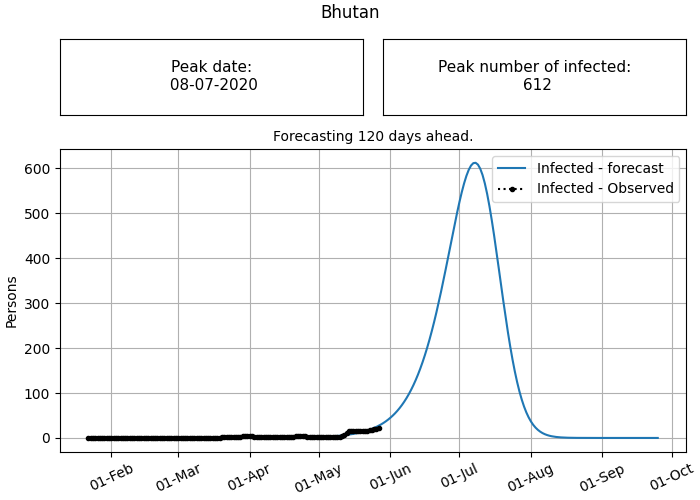 Bhutan
Peak date:
08-07-2020
Peak number of infected:
612
Forecasting 120 days ahead.
Infected - forecast
Infected - Observed
Persons
600
500
400
300
200
100
0
01-Feb
01-Mar
01-Apr
01-May
01-Jun
01-Jul
01-Aug
01-Sep
01-Oct